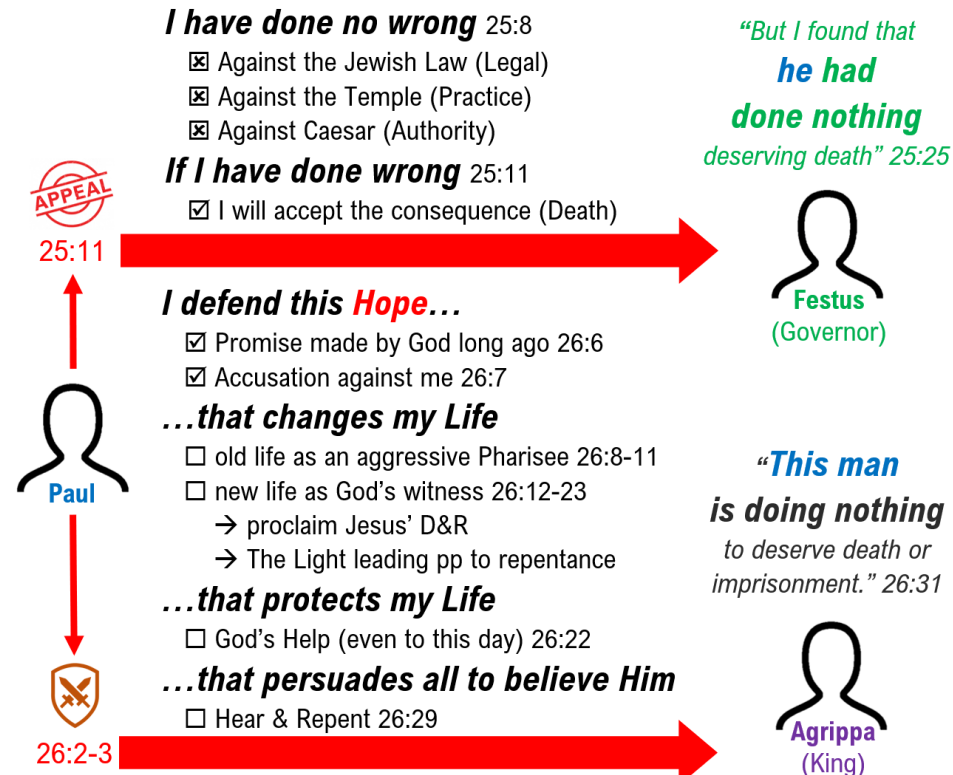 I have done no wrong 25:8
☒ Against the Jewish Law (Legal)
☒ Against the Temple (Practice)
☒ Against Caesar (Authority)
If I have done wrong 25:11
☑ I will accept the consequence (Death)
APPEAL
25:11
“But I found that
he had
done nothing
deserving death” 25:25
Festus
(Governor)
I defend this Hope…
☑ Promise made by God long ago 26:6
☑ Accusation against me 26:7
…that changes my Life
☐ old life as an aggressive Pharisee 26:8-11
☐ new life as God’s witness 26:12-23
→ proclaim Jesus’ D&R
→ The Light leading pp to repentance
Paul
…that protects my Life
☐ God’s Help (even to this day) 26:22
…that persuades all to believe Him
☐ Hear & Repent 26:29
26:2-3
“This man
is doing nothing
to deserve death or
imprisonment.” 26:31
Agrippa
(King)